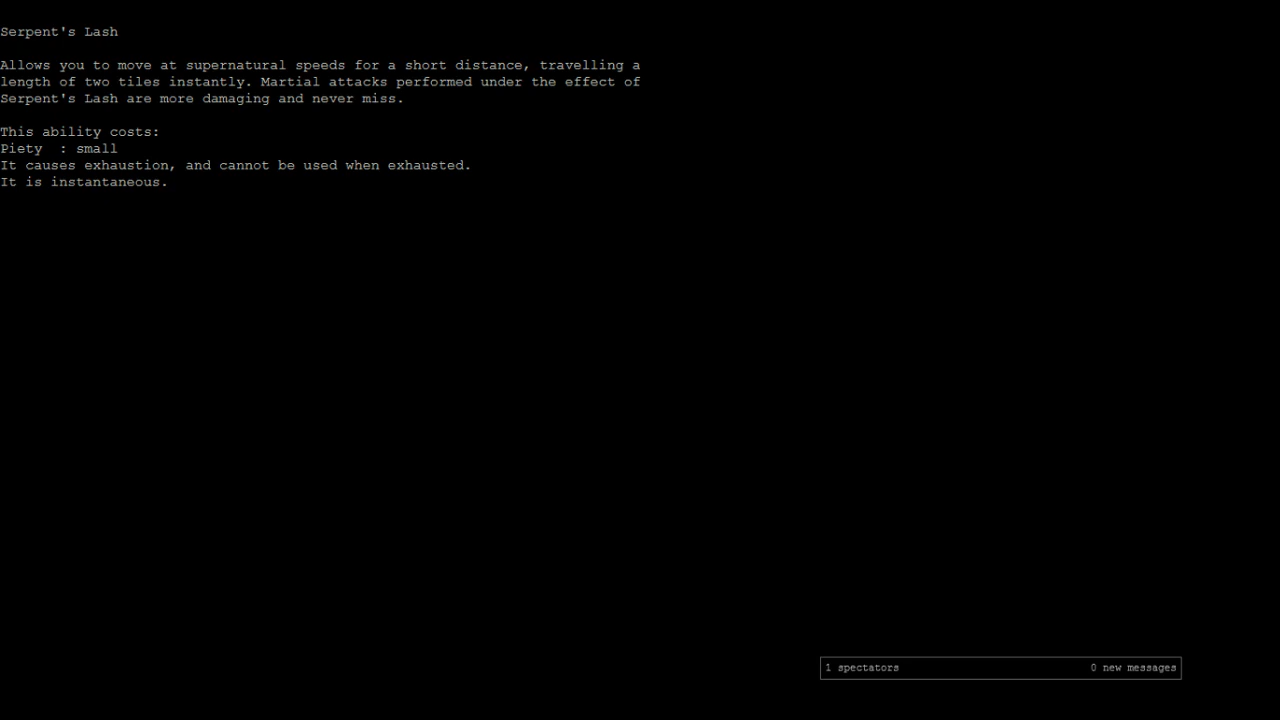 Serpent's Lash
Allows you to move at supernatural speeds for a short distance, travelling a
length of two tiles instantly. Martial attacks performed under the effect of
Serpent's Lash are more damaging and never miss.
This ability costs:
Piety  : small
It causes exhaustion, and cannot be used when exhausted.
It is instantaneous.
1 spectators 0 new messages